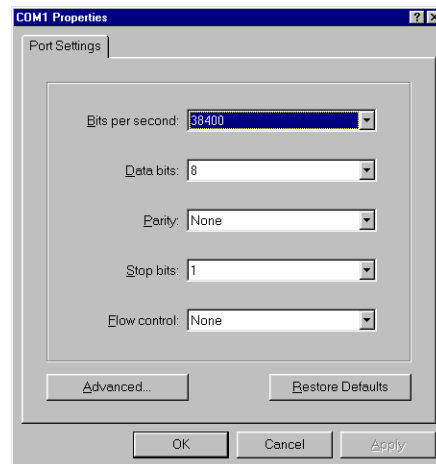 COM1 Properties
Port Settings
Bits per second: 38400
Data bits: 8
Parity: None
Stop bits: 1
Flow control: None
Advanced... Restore Defaults
OK Cancel Apply